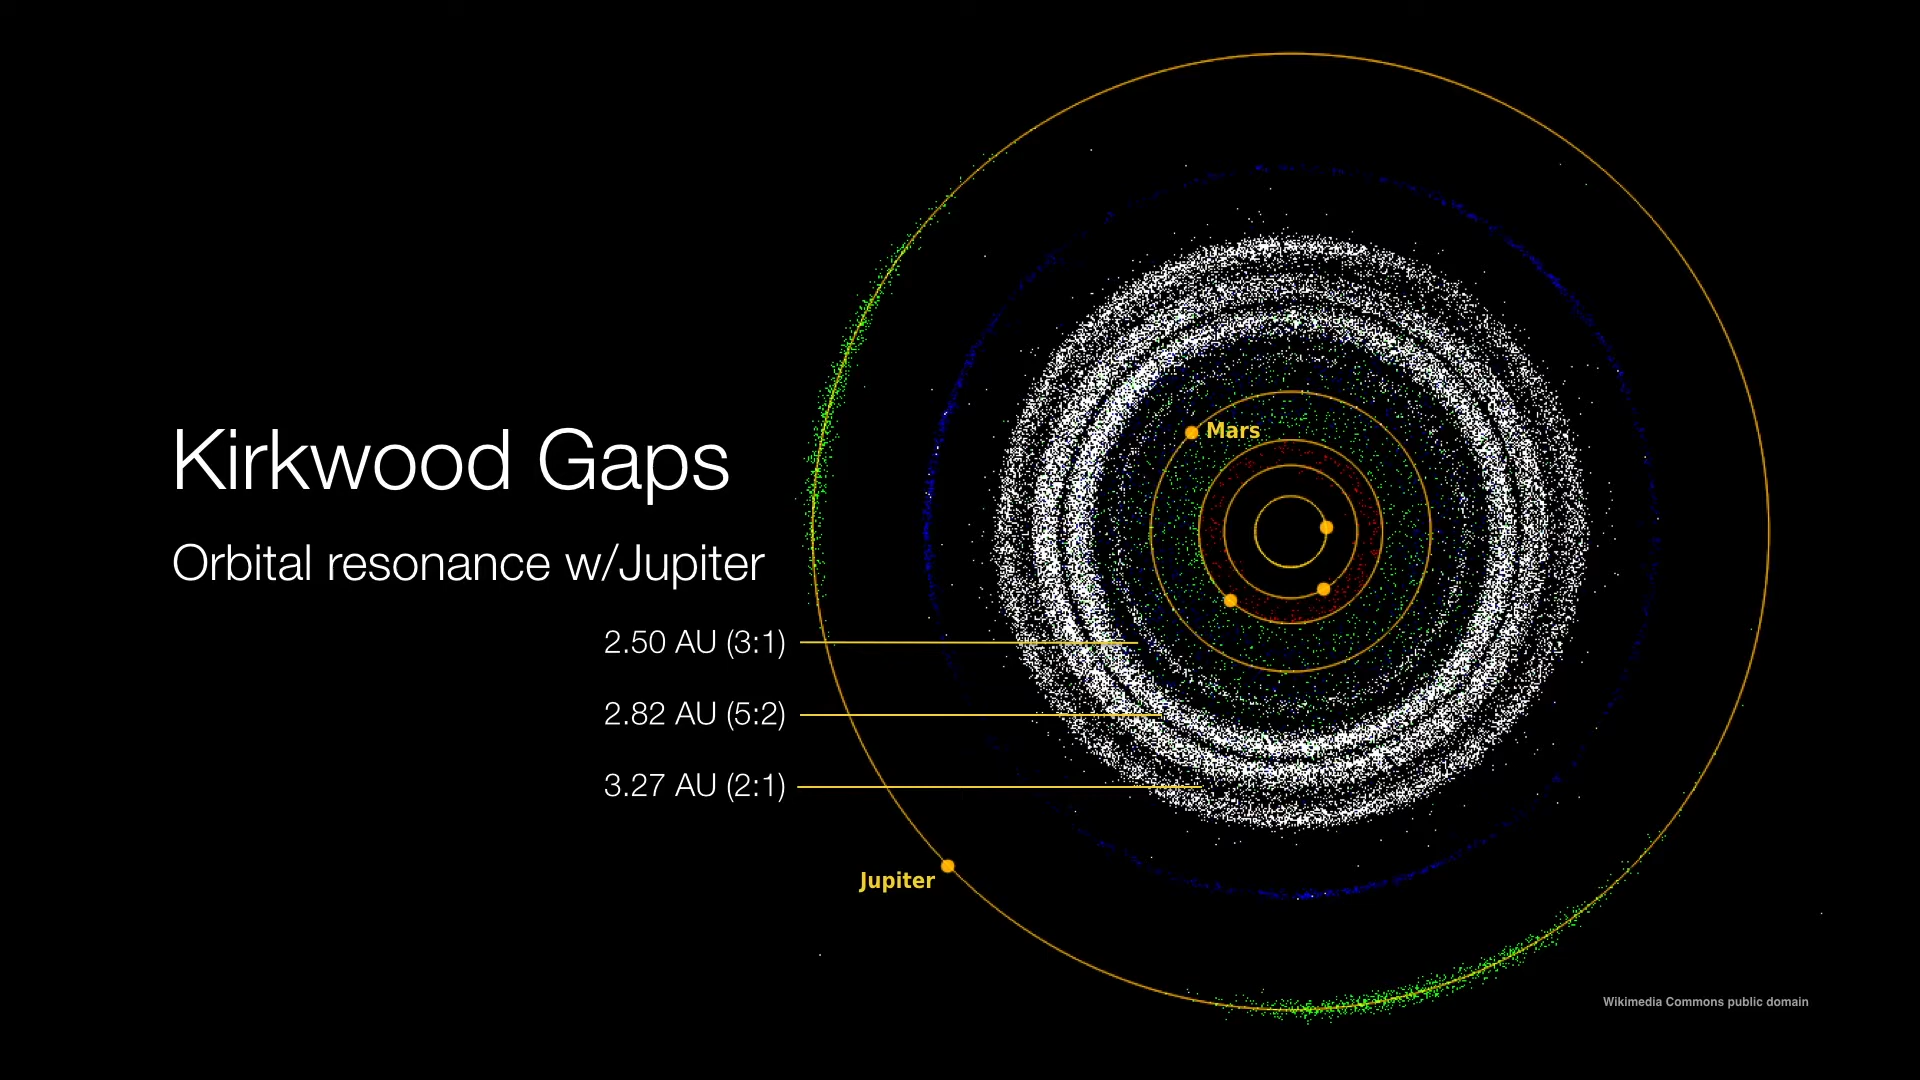 Mars
Kirkwood Gaps
Orbital resonance w/Jupiter
2.50 AU (3:1)
2.82 AU (5:2)
3.27 AU (2:1)
Jupiter
Wikimedia Commons public domain